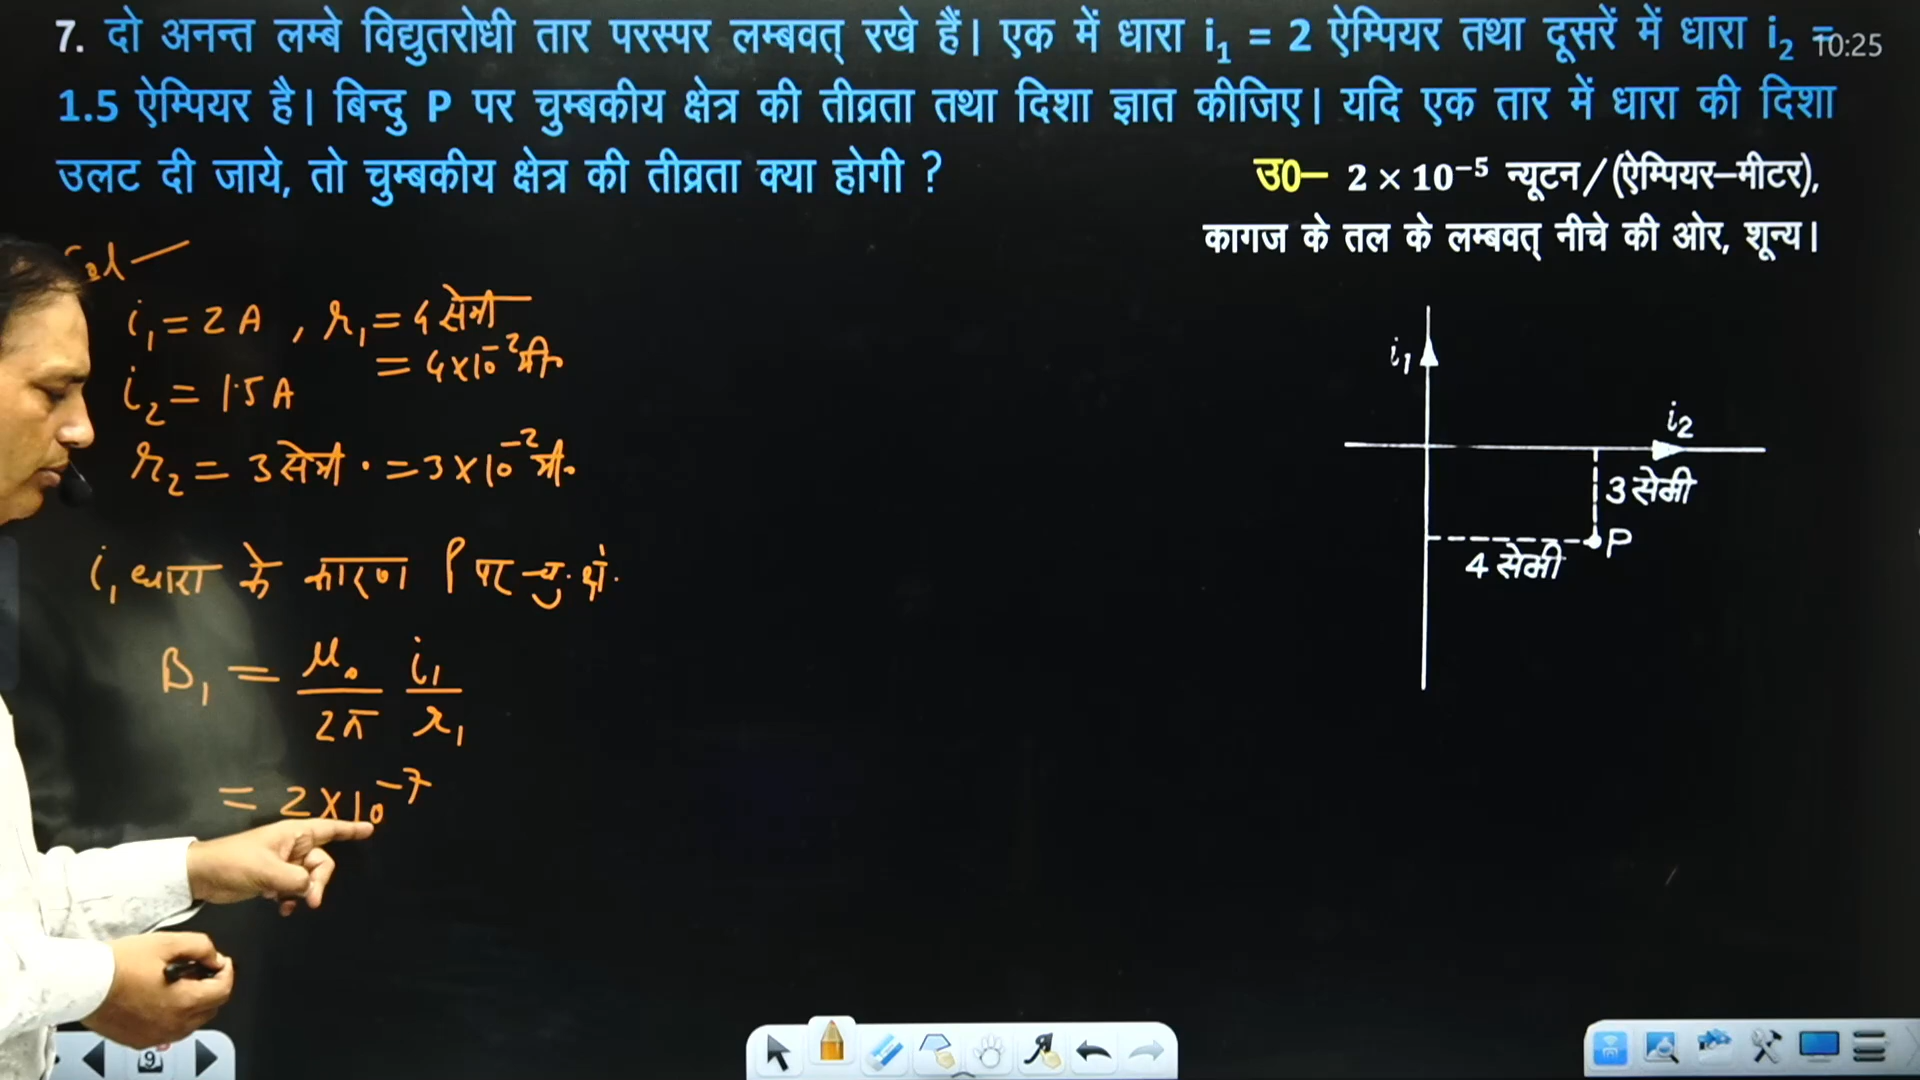 7. दो अनन्त लम्बे विद्युतरोधी तार परस्पर लम्बवत् रखे हैं। एक में धारा i₁ = 2 ऐम्पियर तथा दूसरें में धारा i₂ =
10:25
1.5 ऐम्पियर है। बिन्दु P पर चुम्बकीय क्षेत्र की तीव्रता तथा दिशा ज्ञात कीजिए। यदि एक तार में धारा की दिशा
उलट दी जाये, तो चुम्बकीय क्षेत्र की तीव्रता क्या होगी ?
उ0– 2 × 10⁻⁵ न्यूटन/(ऐम्पियर–मीटर),
कागज के तल के लम्बवत् नीचे की ओर, शून्य।
Sol –
i₁ = 2 A , r₁ = 4 सेमी
= 4×10⁻² मी.
i₂ = 1.5 A
r₂ = 3 सेमी. = 3×10⁻² मी.
i₁ धारा के कारण P पर चु. क्षे.
B₁ = μ₀/2π i₁/r₁
= 2×10⁻⁷
i₁
i₂
3 सेमी
P
4 सेमी
9